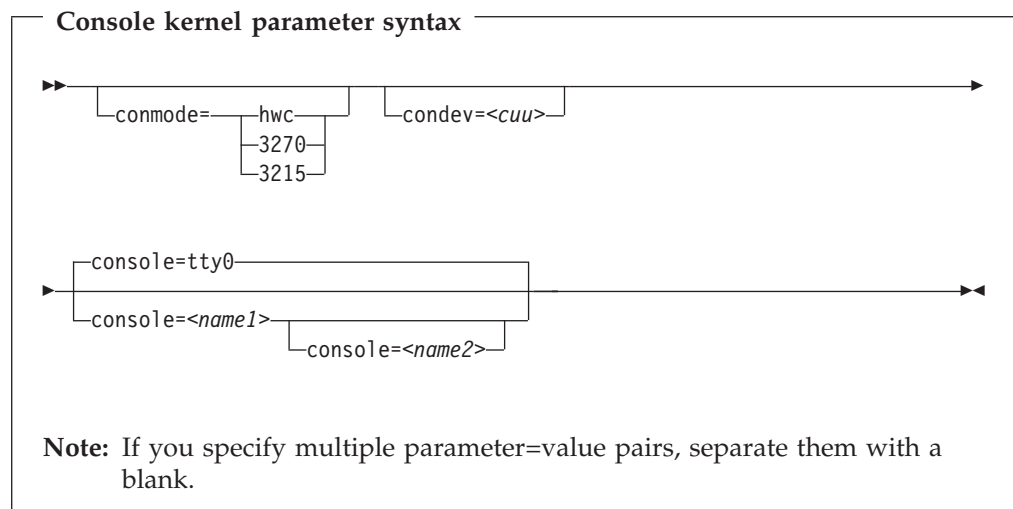 Console kernel parameter syntax
conmode= hwc condev=<cuu>
3270
3215
console=tty0
console=<name1>
console=<name2>
Note: If you specify multiple parameter=value pairs, separate them with a
blank.